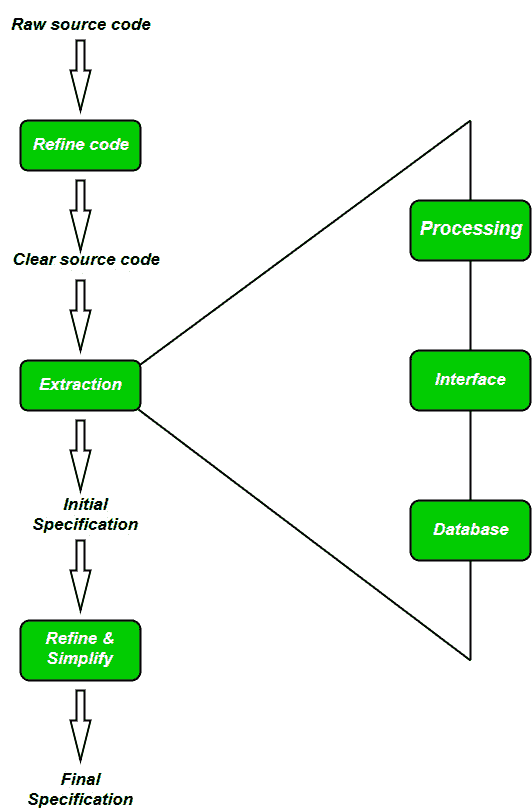 Raw source code
Refine code
Clear source code
Extraction
Initial
Specification
Refine &
Simplify
Final
Specification
Processing
Interface
Database